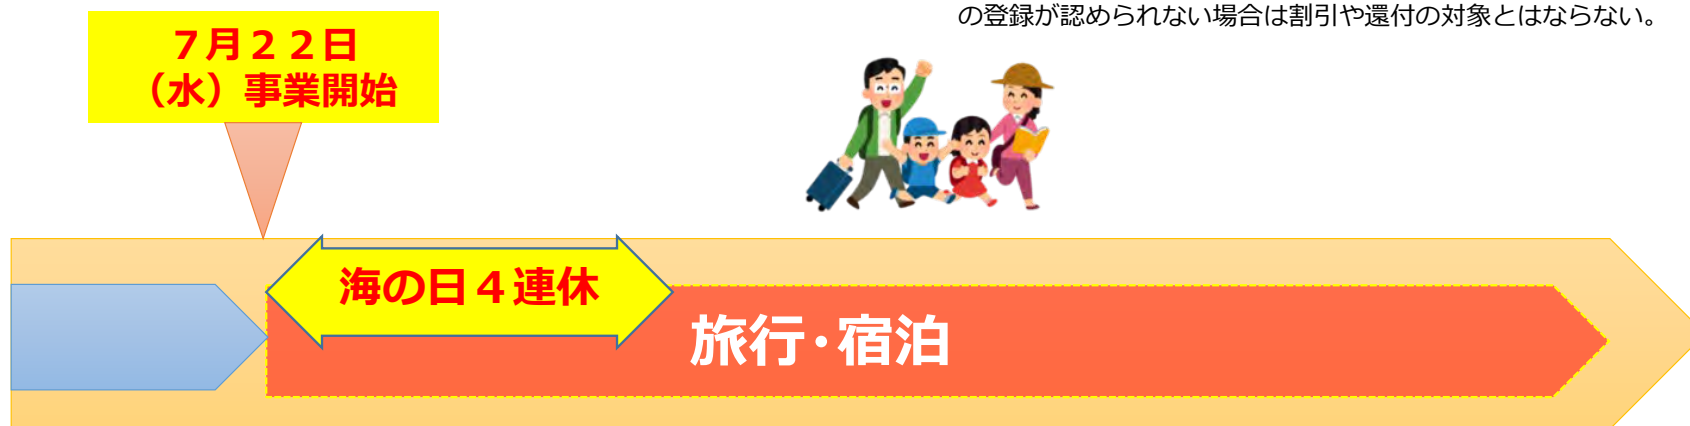 の登録が認められない場合は割引や還付の対象とはならない。
７月２２日
（水）事業開始
海の日４連休
旅行･宿泊